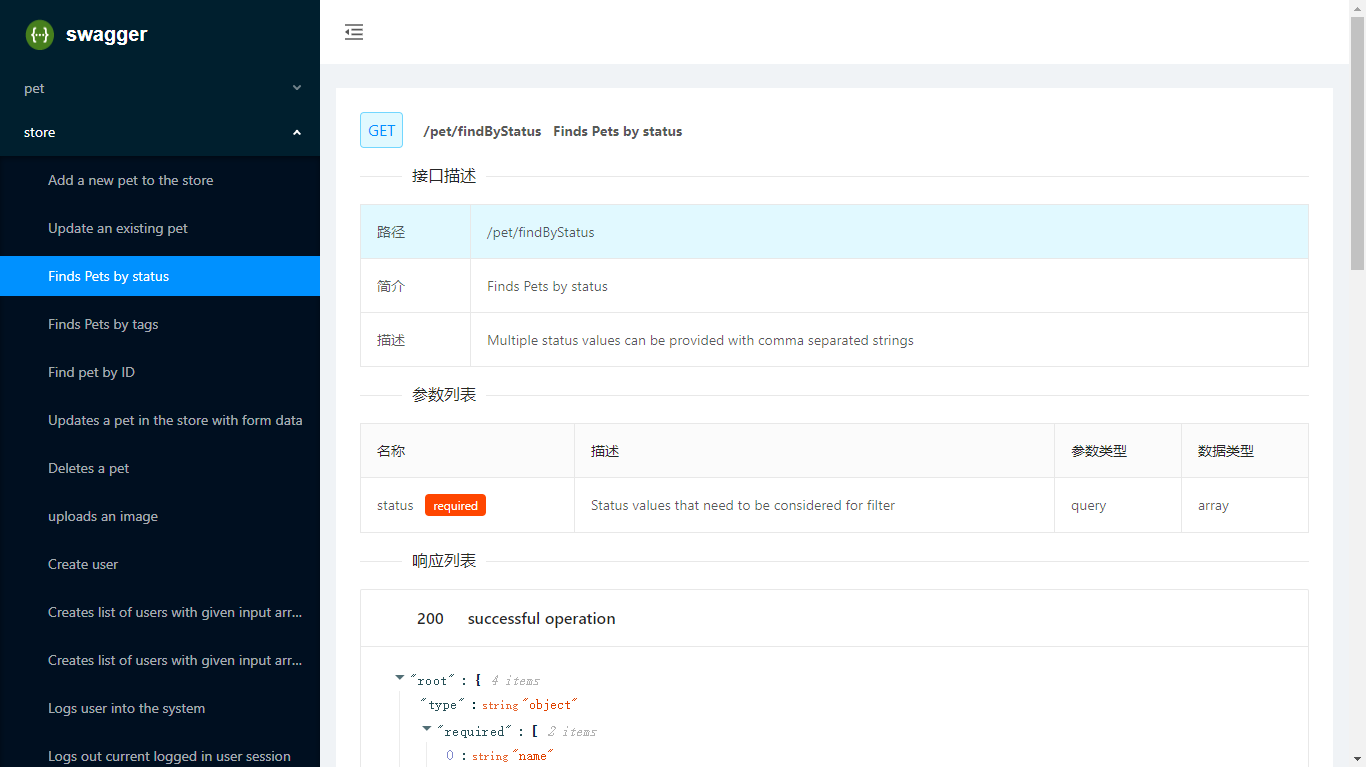 swagger
pet
store
Add a new pet to the store
Update an existing pet
Finds Pets by status
Finds Pets by tags
Find pet by ID
Updates a pet in the store with form data
Deletes a pet
uploads an image
Create user
Creates list of users with given input arr...
Creates list of users with given input arr...
Logs user into the system
Logs out current logged in user session
GET /pet/findByStatus Finds Pets by status
接口描述
路径 /pet/findByStatus
简介 Finds Pets by status
描述 Multiple status values can be provided with comma separated strings
参数列表
名称 描述 参数类型 数据类型
status required Status values that need to be considered for filter query array
响应列表
200 successful operation
"root" : { 4 items
"type" : string "object"
"required" : [ 2 items
0 : string "name"